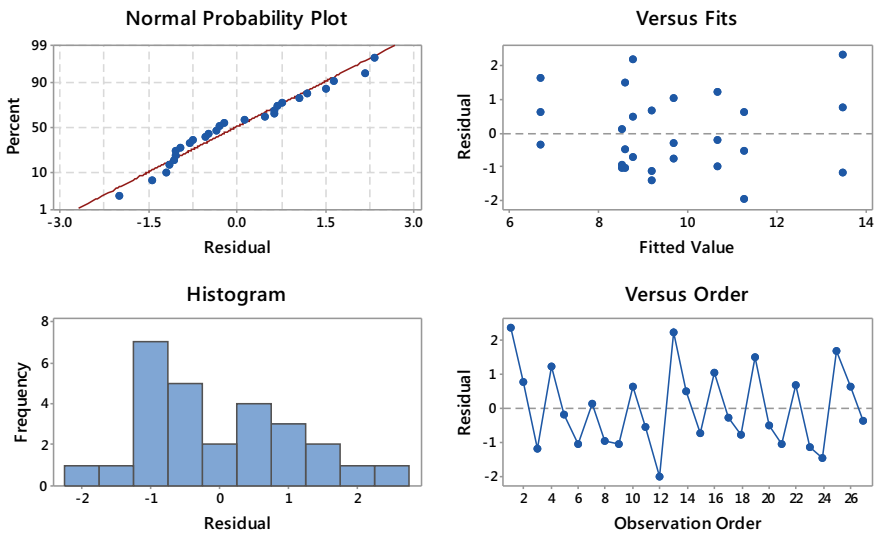 Normal Probability Plot
99
90
50
10
1
Percent
-3.0 -1.5 0.0 1.5 3.0
Residual
Versus Fits
2
1
0
-1
-2
Residual
6 8 10 12 14
Fitted Value
Histogram
8
6
4
2
0
Frequency
-2 -1 0 1 2
Residual
Versus Order
2
1
0
-1
-2
Residual
2 4 6 8 10 12 14 16 18 20 22 24 26
Observation Order